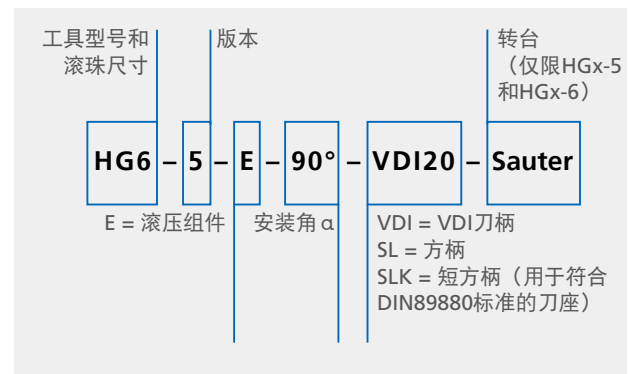 工具型号和
滚珠尺寸
版本
转台
（仅限HGx-5
和HGx-6）
HG6 – 5 – E – 90° – VDI20 – Sauter
E = 滚压组件
安装角α
VDI = VDI刀柄
SL = 方柄
SLK = 短方柄（用于符合
DIN89880标准的刀座）